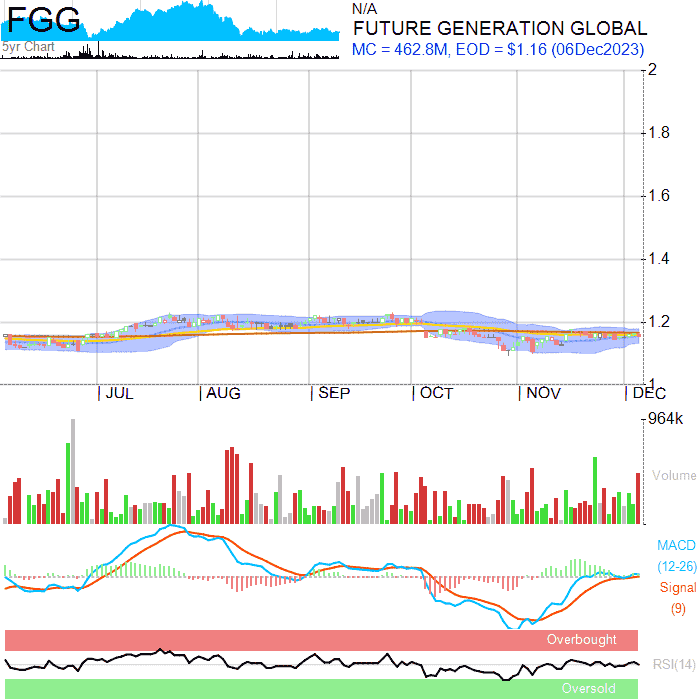 FGG
5yr Chart
N/A
FUTURE GENERATION GLOBAL
MC = 462.8M, EOD = $1.16 (06Dec2023)
2
1.8
1.6
1.4
1.2
1
JUL AUG SEP OCT NOV DEC
964k
Volume
MACD
(12-26)
Signal
(9)
Overbought
RSI(14)
Oversold